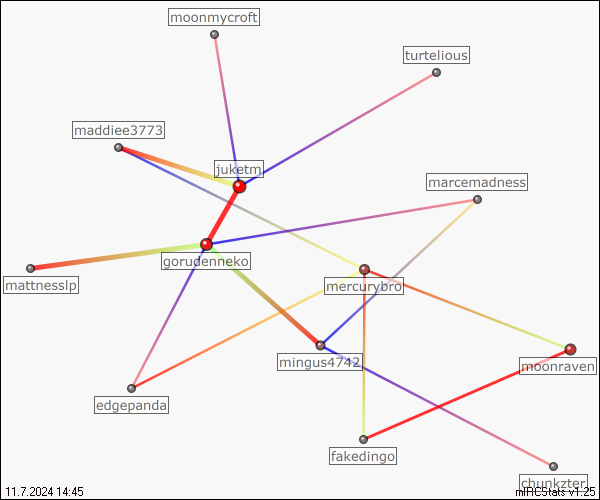 moonmycroft
turtelious
maddiee3773
juketm
marcemadness
gorudenneko
mattnesslp
mercurybro
mingus4742
moonraven
edgepanda
fakedingo
chunkzter
11.7.2024 14:45
mIRCStats v1.25